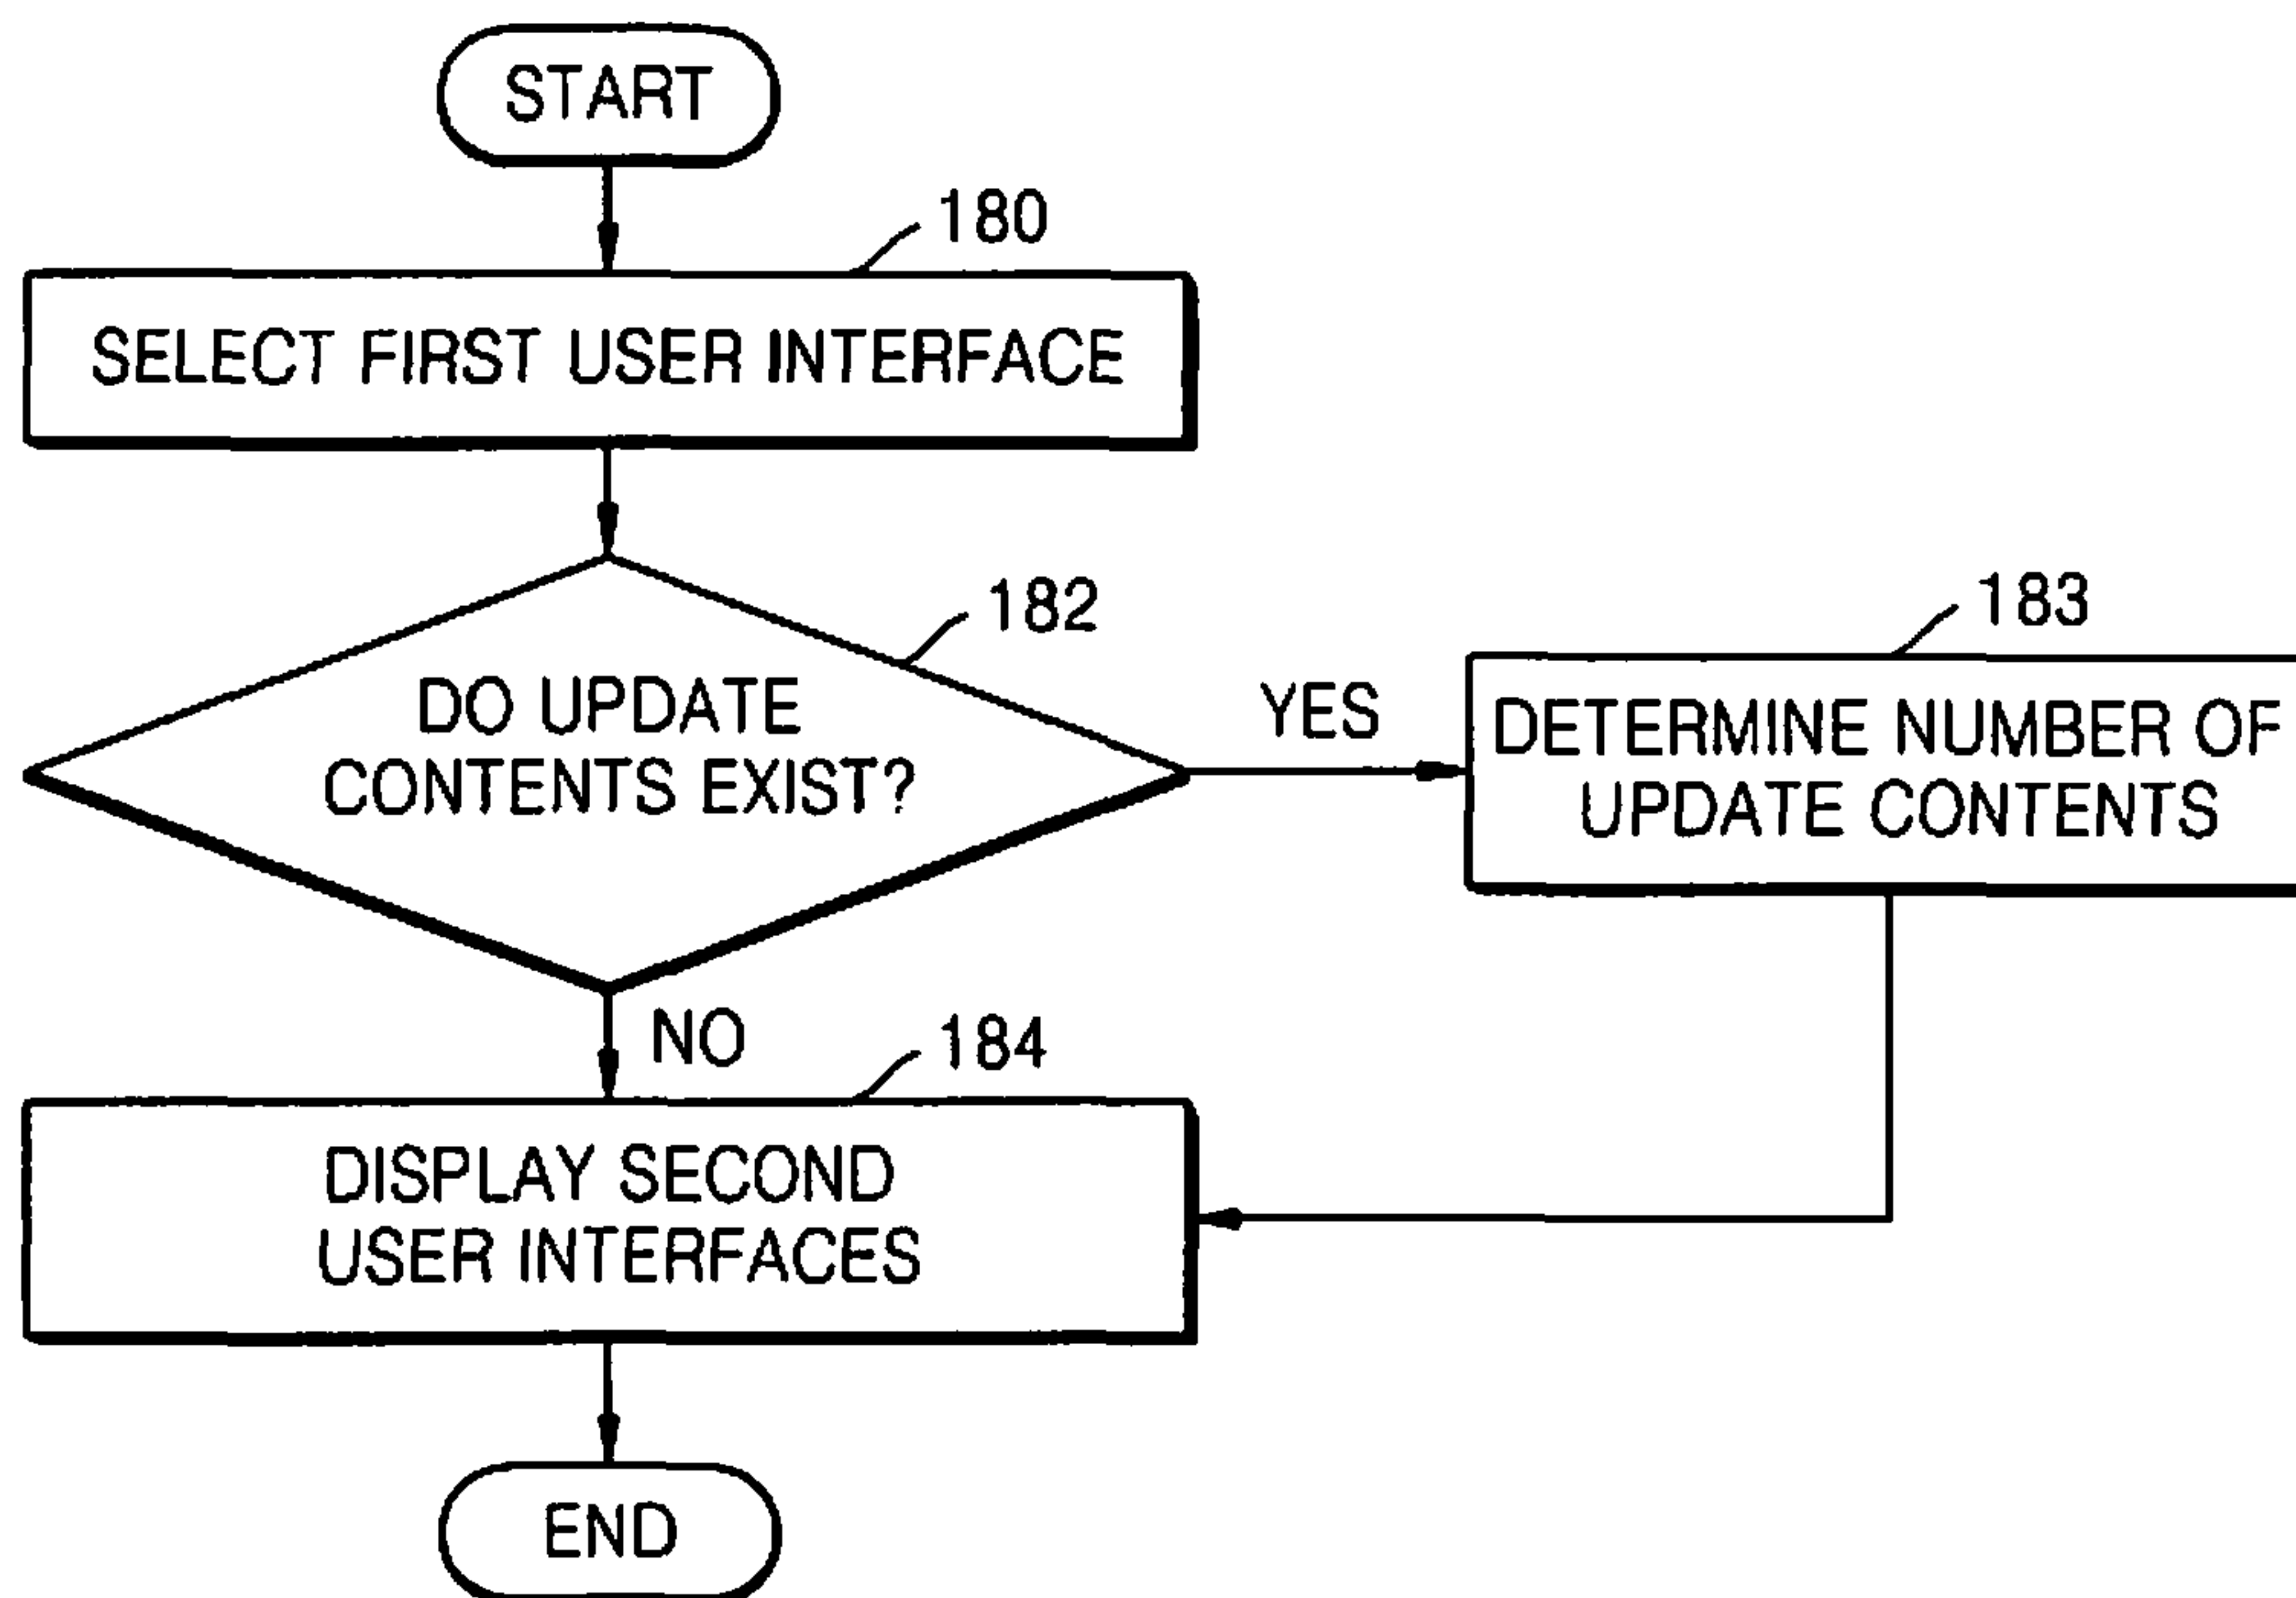 START
180
SELECT FIRST USER INTERFACE
182
DO UPDATE
CONTENTS EXIST?
YES
183
DETERMINE NUMBER OF
UPDATE CONTENTS
NO
184
DISPLAY SECOND
USER INTERFACES
END